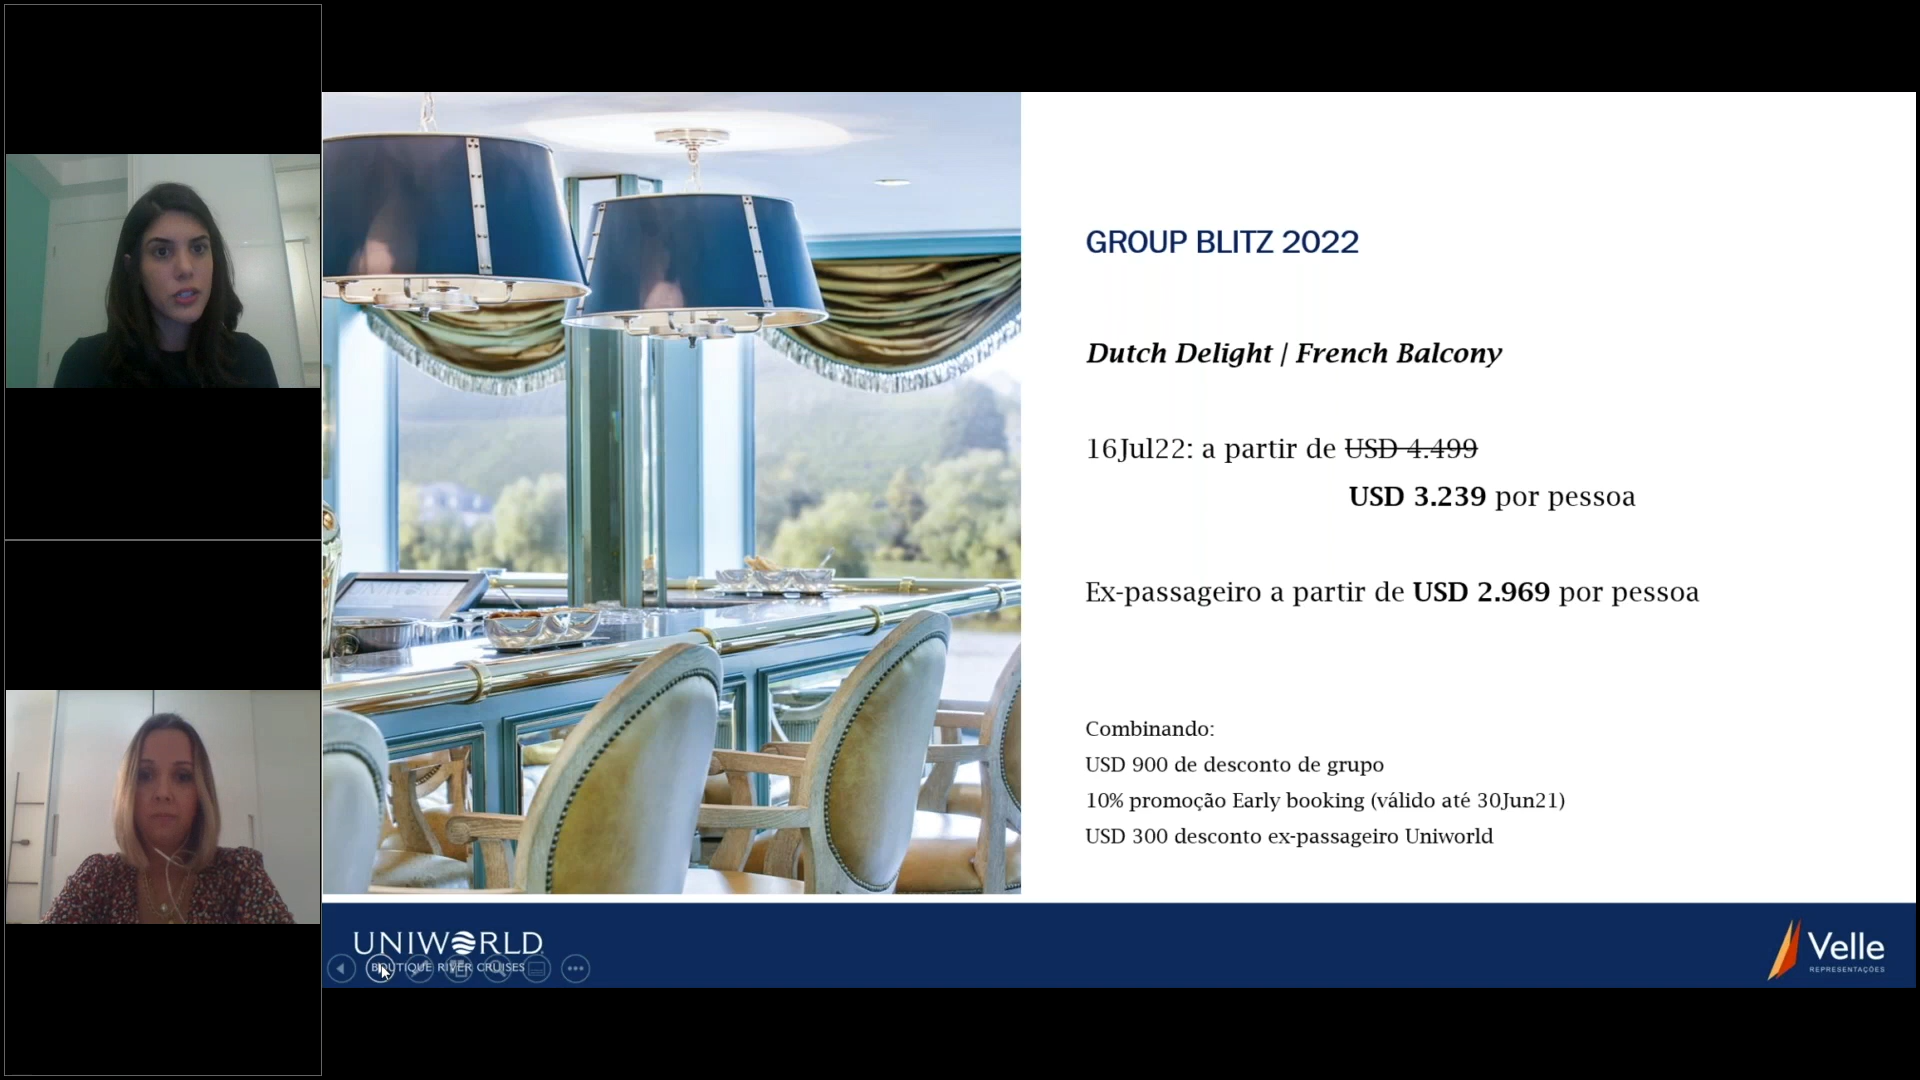 GROUP BLITZ 2022
Dutch Delight | French Balcony
16Jul22: a partir de USD 4.499
USD 3.239 por pessoa
Ex-passageiro a partir de USD 2.969 por pessoa
Combinando:
USD 900 de desconto de grupo
10% promoção Early booking (válido até 30Jun21)
USD 300 desconto ex-passageiro Uniworld
UNIWORLD
BOUTIQUE RIVER CRUISES
Velle
REPRESENTAÇÕES